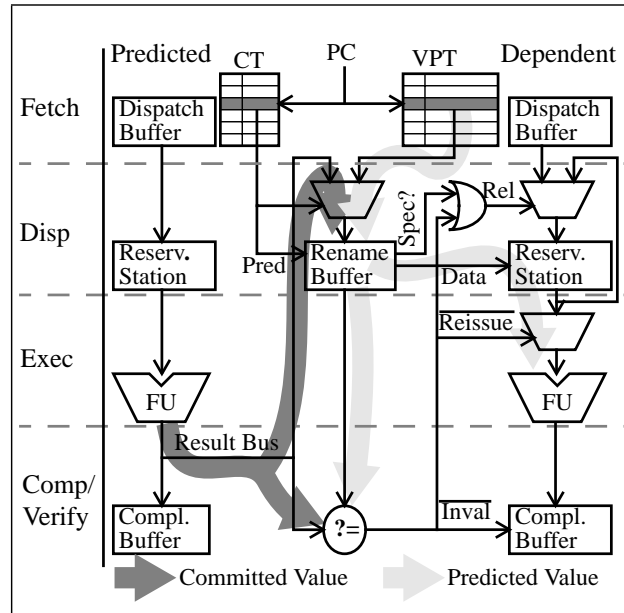 Predicted
CT
PC
VPT
Dependent
Fetch
Dispatch
Buffer
Dispatch
Buffer
Disp
Spec?
Rel
Pred
Reserv.
Station
Rename
Buffer
Data
Reserv.
Station
Exec
Reissue
FU
FU
Result Bus
Comp/
Verify
Compl.
Buffer
?=
Inval
Compl.
Buffer
Committed Value
Predicted Value